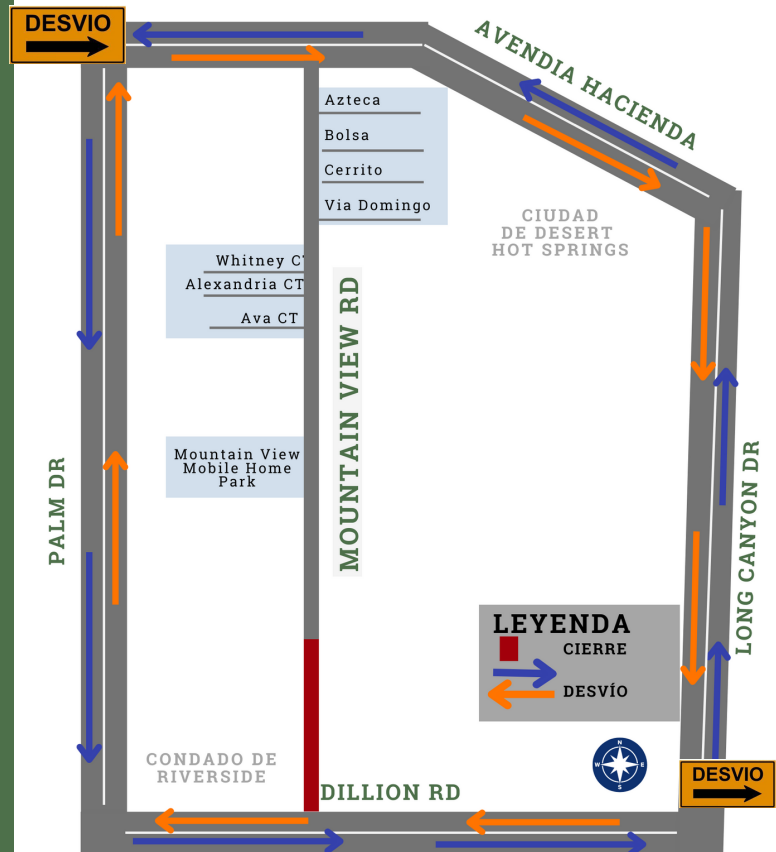 DESVIO
AVENDIA HACIENDA
Azteca
Bolsa
Cerrito
Via Domingo
CIUDAD
DE DESERT
HOT SPRINGS
Whitney CT
Alexandria CT
Ava CT
MOUNTAIN VIEW RD
Mountain View
Mobile Home
Park
PALM DR
LONG CANYON DR
LEYENDA
CIERRE
DESVÍO
CONDADO DE
RIVERSIDE
N
W
E
S
DILLION RD
DESVIO